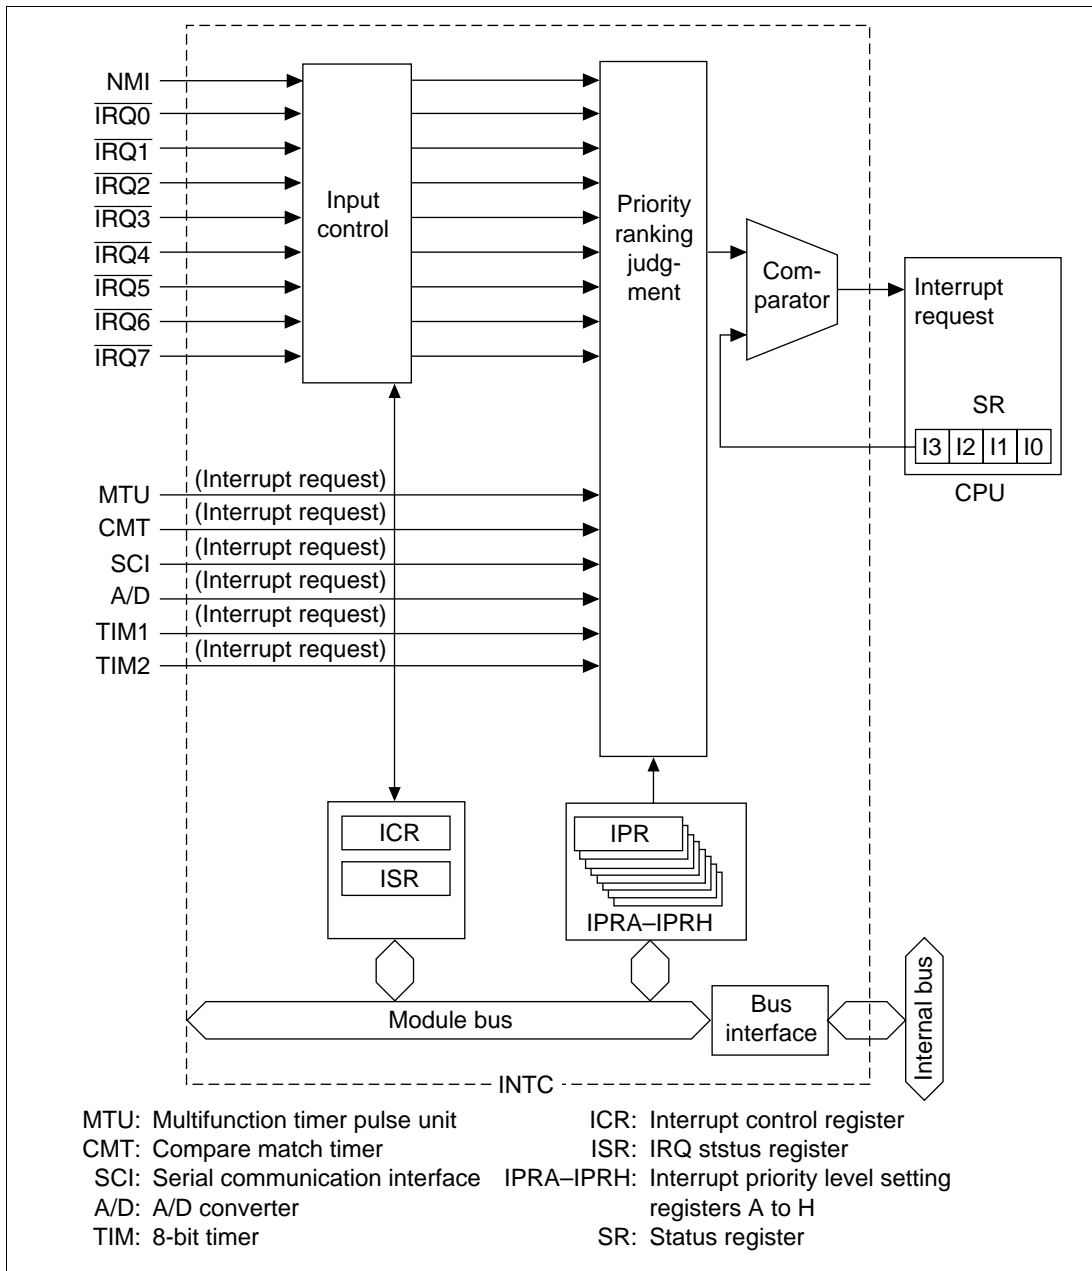 NMI
IRQ0
IRQ1
IRQ2
IRQ3
IRQ4
IRQ5
IRQ6
IRQ7
Input
control
Priority
ranking
judg-
ment
Com-
parator
Interrupt
request
SR
I3 I2 I1 I0
CPU
MTU (Interrupt request)
CMT (Interrupt request)
SCI (Interrupt request)
A/D (Interrupt request)
TIM1 (Interrupt request)
TIM2 (Interrupt request)
ICR
ISR
IPR
IPRA–IPRH
Module bus
Bus
interface
Internal bus
INTC
MTU: Multifunction timer pulse unit
CMT: Compare match timer
SCI: Serial communication interface
A/D: A/D converter
TIM: 8-bit timer
ICR: Interrupt control register
ISR: IRQ ststus register
IPRA–IPRH: Interrupt priority level setting
registers A to H
SR: Status register